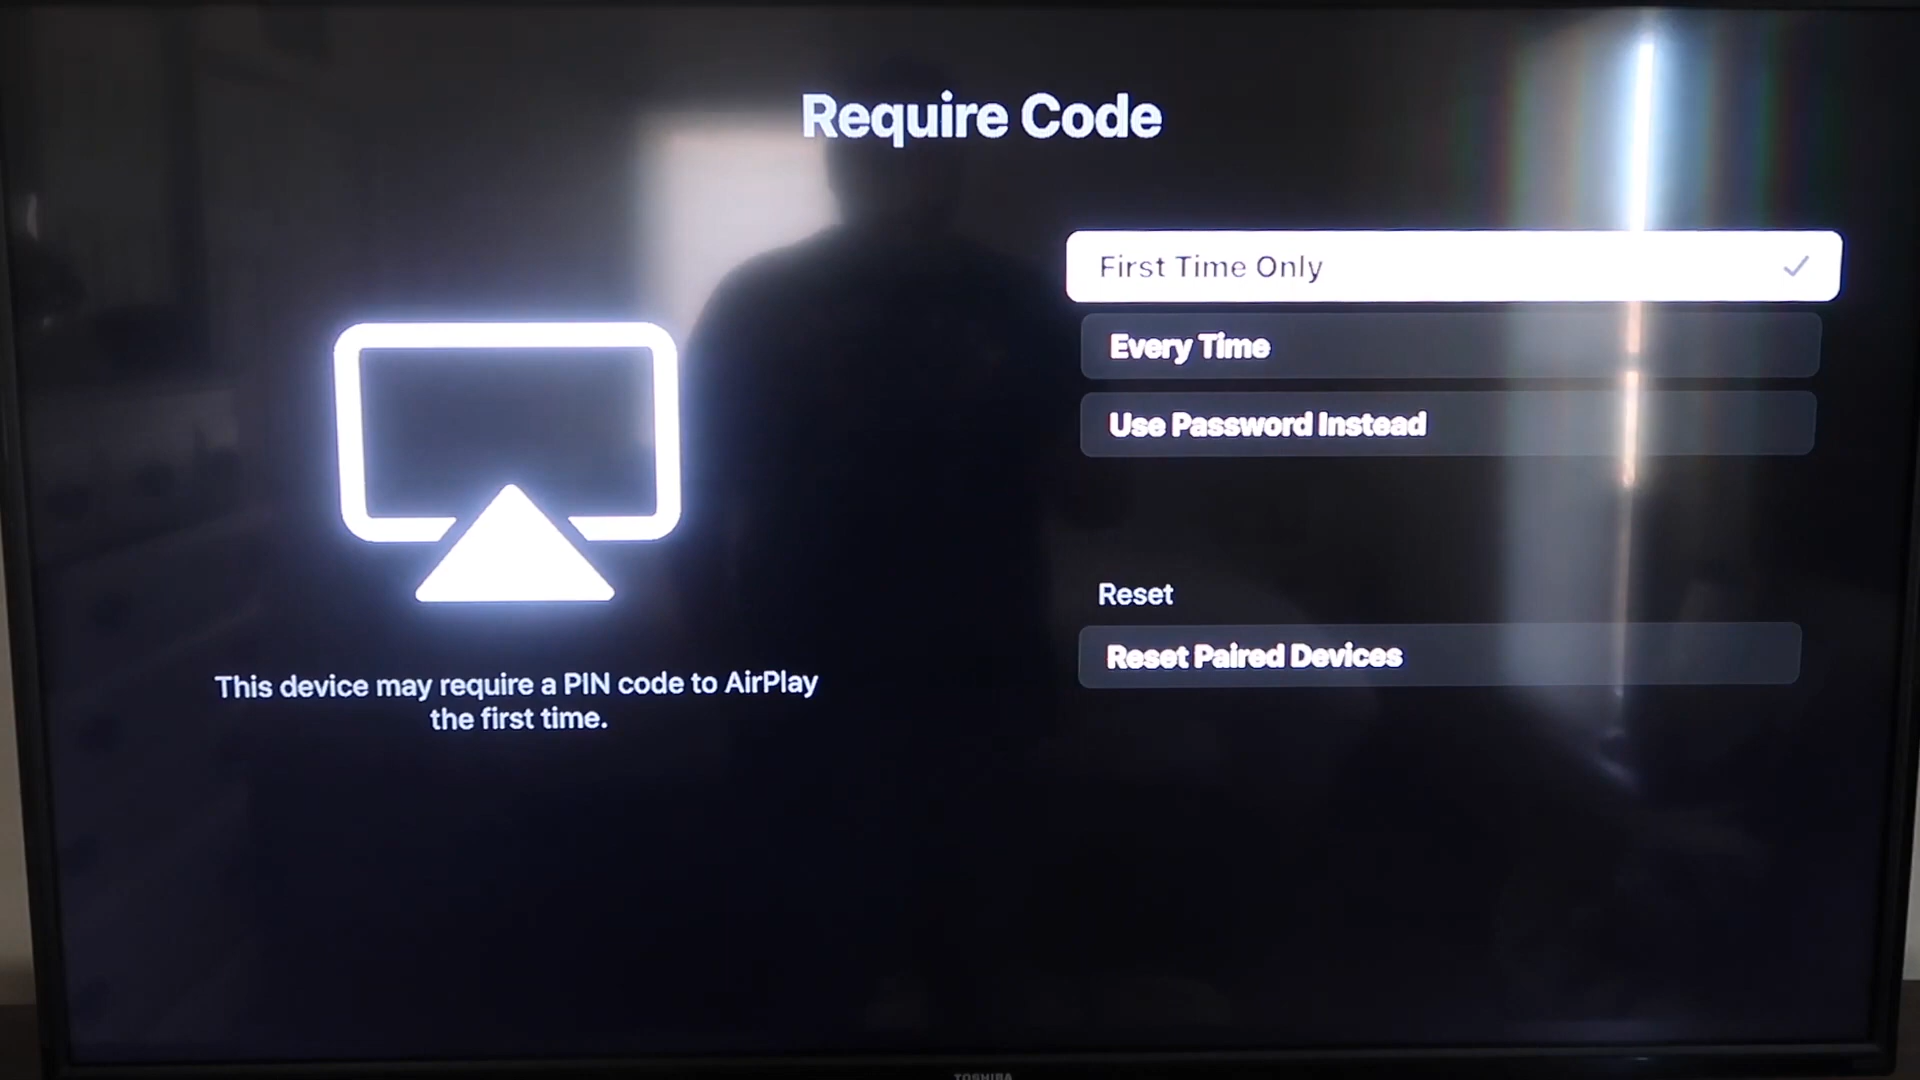 Require Code
First Time Only
Every Time
Use Password Instead
Reset
Reset Paired Devices
This device may require a PIN code to AirPlay
the first time.
TOSHIBA